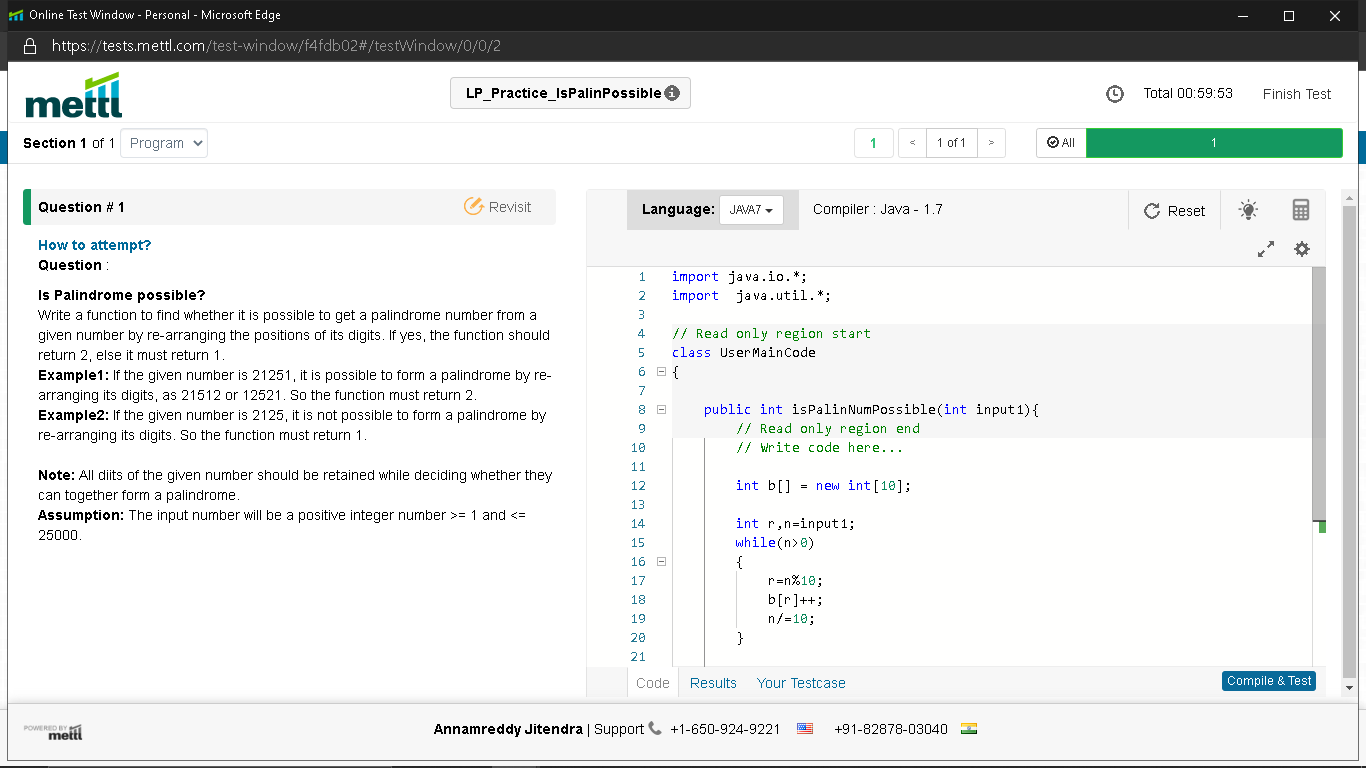 Online Test Window - Personal - Microsoft Edge
https://tests.mettl.com/test-window/f4fdb02#/testWindow/0/0/2
mettl
LP_Practice_IsPalinPossible
Total 00:59:53
Finish Test
Section 1 of 1
Program
1
<
1 of 1
>
All
1
Question # 1
Revisit
Language:
JAVA7
Compiler : Java - 1.7
Reset
How to attempt?
Question :
Is Palindrome possible?
Write a function to find whether it is possible to get a palindrome number from a
given number by re-arranging the positions of its digits. If yes, the function should
return 2, else it must return 1.
Example1: If the given number is 21251, it is possible to form a palindrome by re-
arranging its digits, as 21512 or 12521. So the function must return 2.
Example2: If the given number is 2125, it is not possible to form a palindrome by
re-arranging its digits. So the function must return 1.
Note: All diits of the given number should be retained while deciding whether they
can together form a palindrome.
Assumption: The input number will be a positive integer number >= 1 and <=
25000.
1 import java.io.*;
2 import  java.util.*;
3
4 // Read only region start
5 class UserMainCode
6 {
7
8     public int isPalinNumPossible(int input1){
9         // Read only region end
10         // Write code here...
11
12         int b[] = new int[10];
13
14         int r,n=input1;
15         while(n>0)
16         {
17             r=n%10;
18             b[r]++;
19             n/=10;
20         }
21
Code
Results
Your Testcase
Compile & Test
POWERED BY
mettl
Annamreddy Jitendra | Support +1-650-924-9221 +91-82878-03040